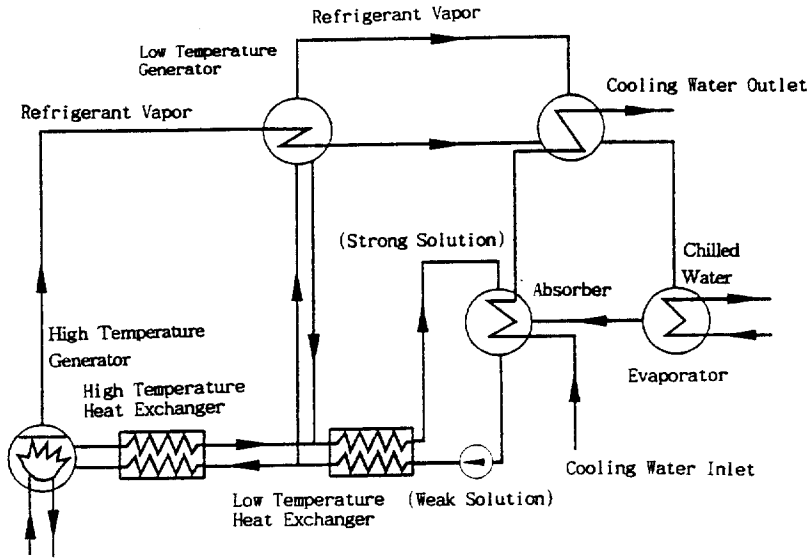 Refrigerant Vapor
Low Temperature
Generator
Cooling Water Outlet
Refrigerant Vapor
(Strong Solution)
Chilled
Water
Absorber
High Temperature
Generator
Evaporator
High Temperature
Heat Exchanger
Cooling Water Inlet
Low Temperature
Heat Exchanger
(Weak Solution)